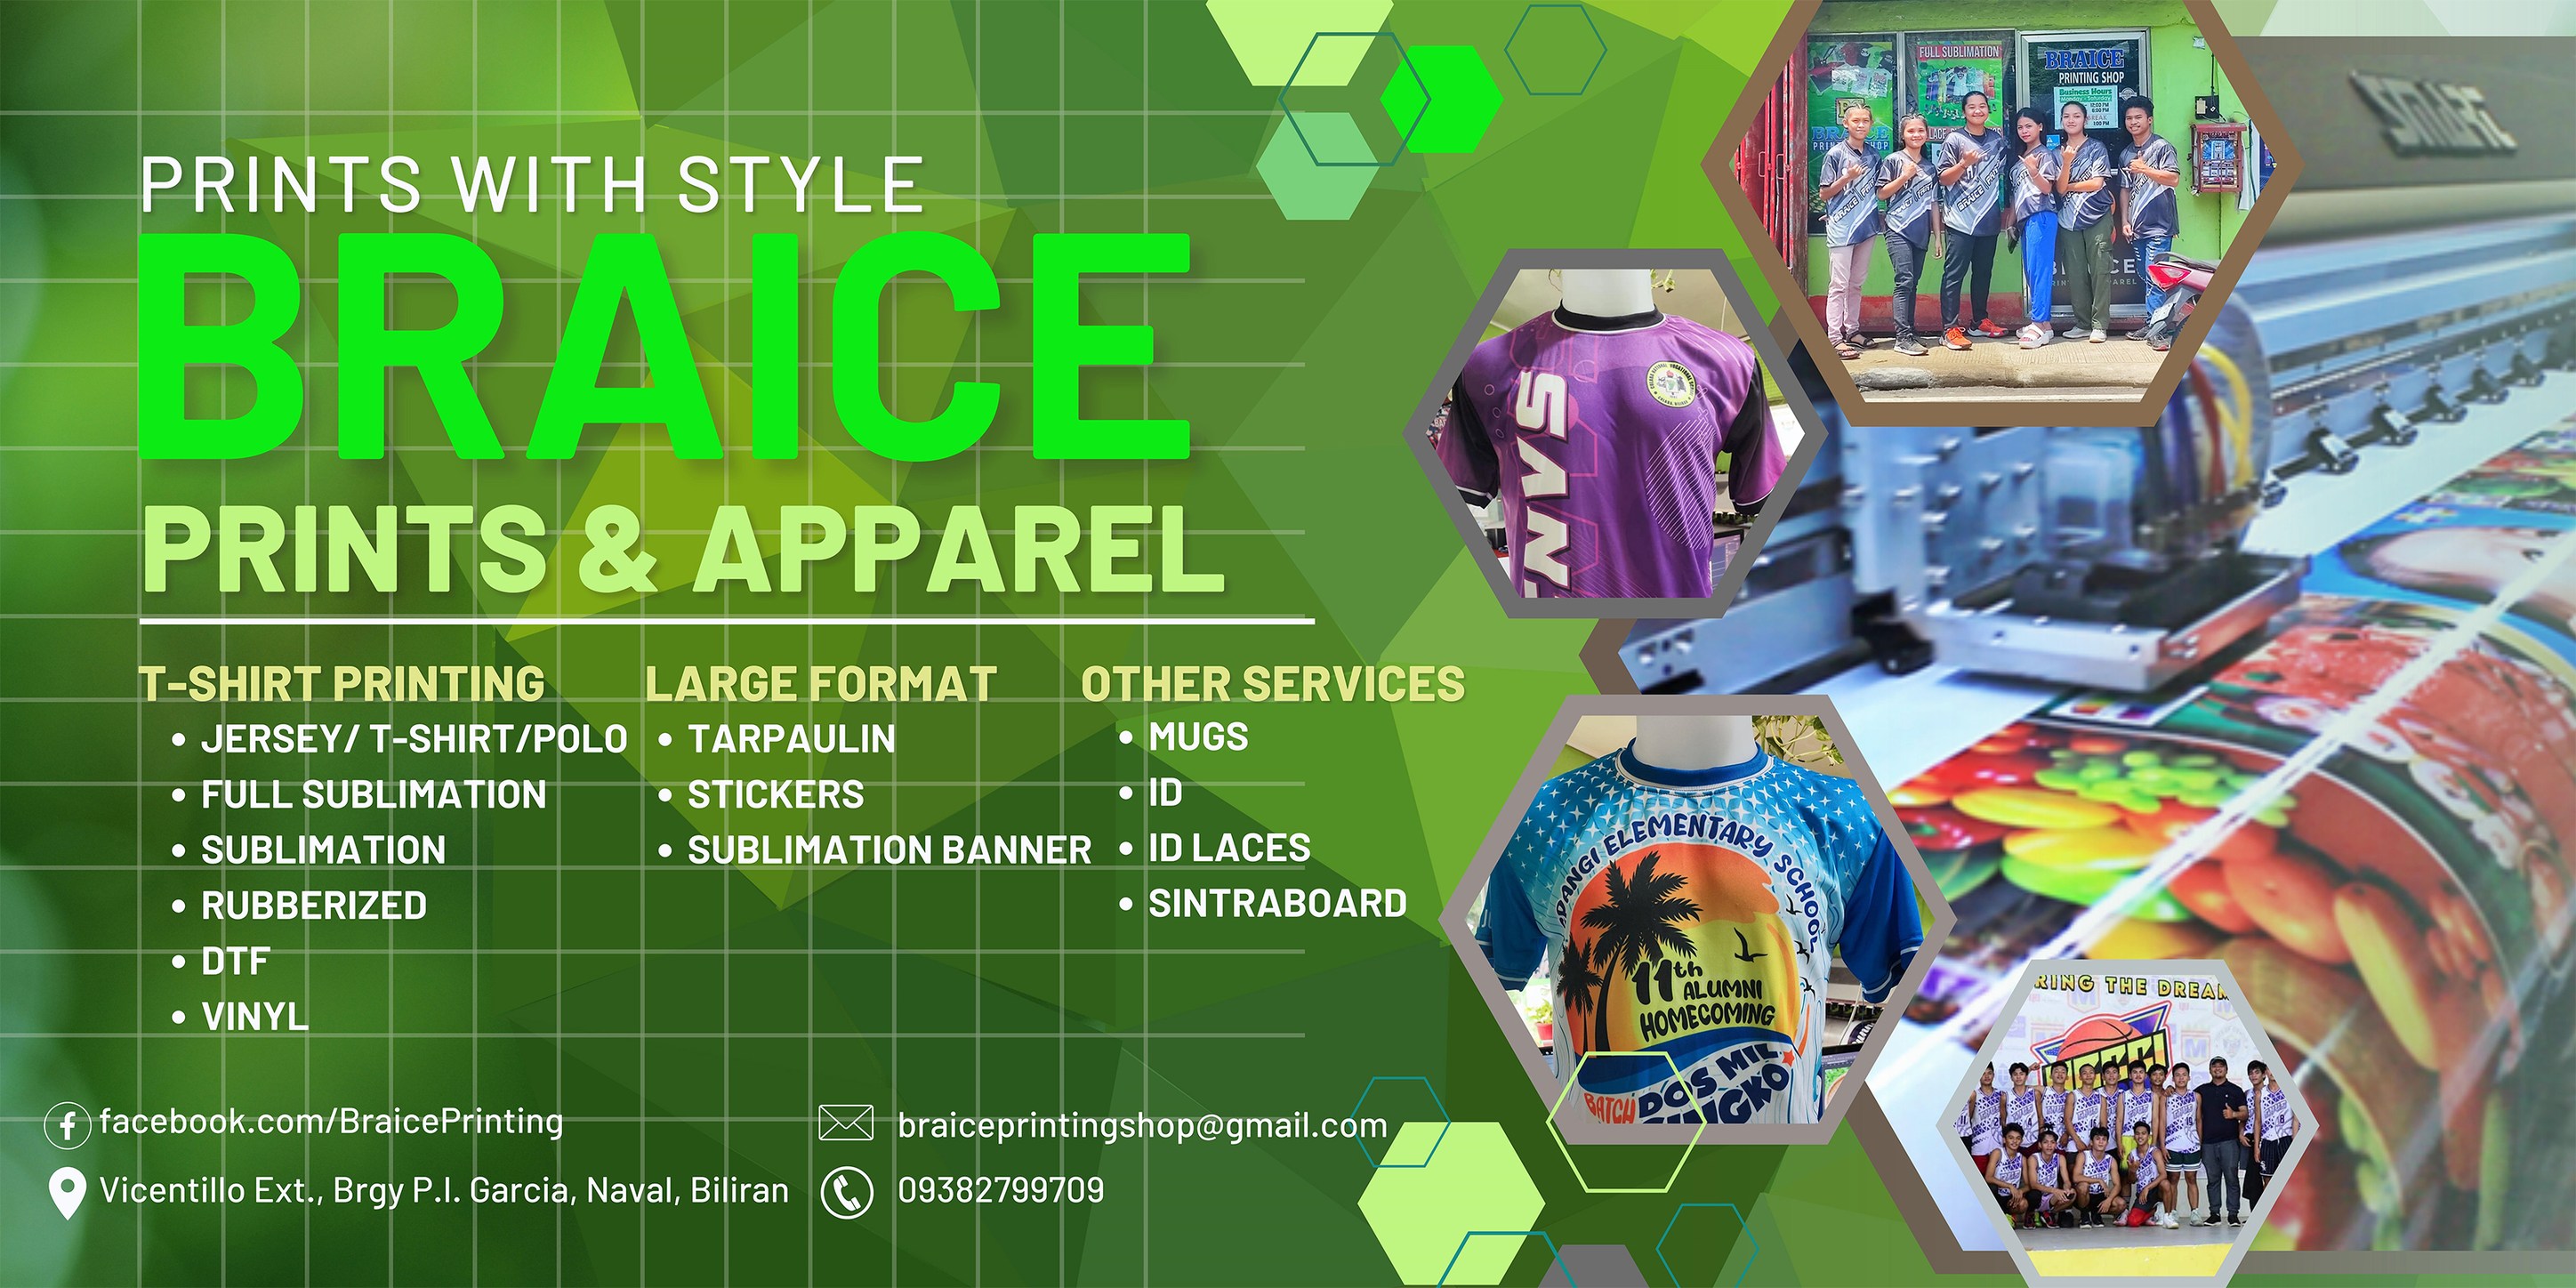 PRINTS WITH STYLE
BRAICE
PRINTS & APPAREL
T-SHIRT PRINTING
JERSEY/ T-SHIRT/POLO
FULL SUBLIMATION
SUBLIMATION
RUBBERIZED
DTF
VINYL
LARGE FORMAT
TARPAULIN
STICKERS
SUBLIMATION BANNER
OTHER SERVICES
MUGS
ID
ID LACES
SINTRABOARD
facebook.com/BraicePrinting
Vicentillo Ext., Brgy P.I. Garcia, Naval, Biliran
braiceprintingshop@gmail.com
09382799709
FULL SUBLIMATION
BRAICE
PRINTING SHOP
Business Hours
ELEMENTARY SCHOOL
11th
ALUMNI
HOMECOMING
BATCH
DOS MIL
THE